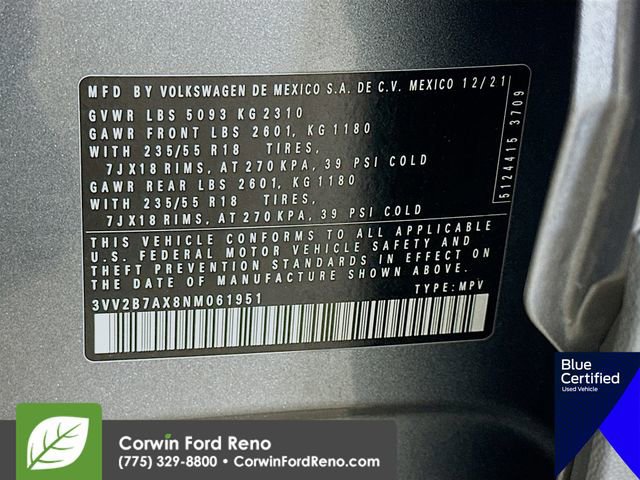 MFD BY VOLKSWAGEN DE MEXICO S.A. DE C.V. MEXICO 12/21
GVWR LBS 5093 KG 2310
GAWR FRONT LBS 2601, KG 1180
WITH 235/55 R18 TIRES,
7JX18 RIMS, AT 270 KPA, 39 PSI COLD
GAWR REAR LBS 2601, KG 1180
WITH 235/55 R18 TIRES,
7JX18 RIMS, AT 270 KPA, 39 PSI COLD
5124415 3709
THIS VEHICLE CONFORMS TO ALL APPLICABLE
U.S. FEDERAL MOTOR VEHICLE SAFETY AND
THEFT PREVENTION STANDARDS IN EFFECT ON
THE DATE OF MANUFACTURE SHOWN ABOVE.
3VV2B7AX8NM061951 TYPE: MPV
Blue
Certified
Used Vehicle
Corwin Ford Reno
(775) 329-8800 • CorwinFordReno.com